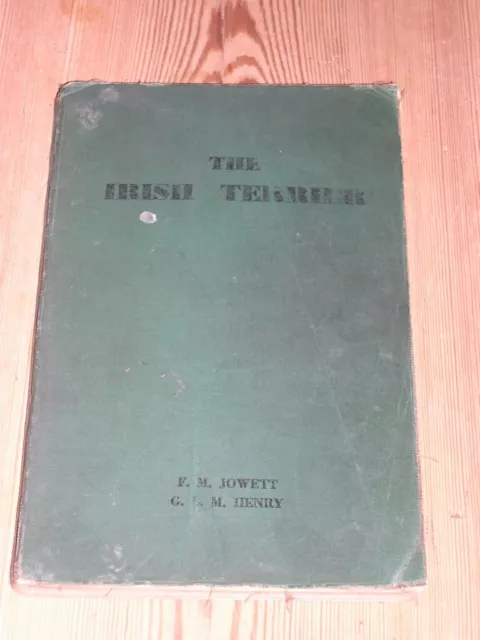 THE
IRISH TERRIER
F. M. JOWETT
G. M. HENRY